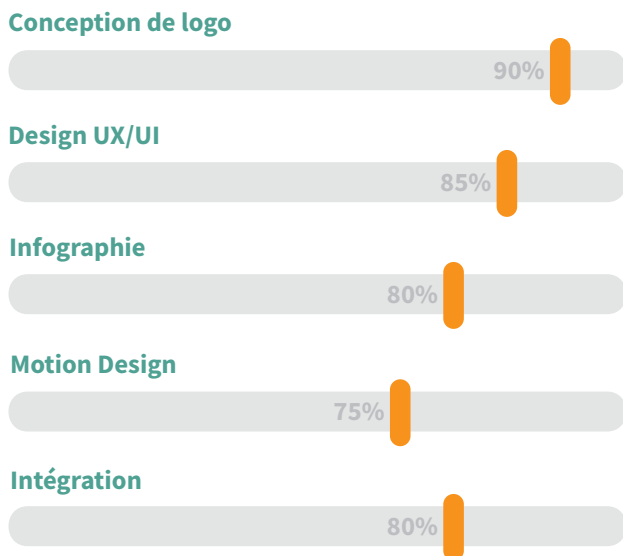 Conception de logo
90%
Design UX/UI
85%
Infographie
80%
Motion Design
75%
Intégration
80%